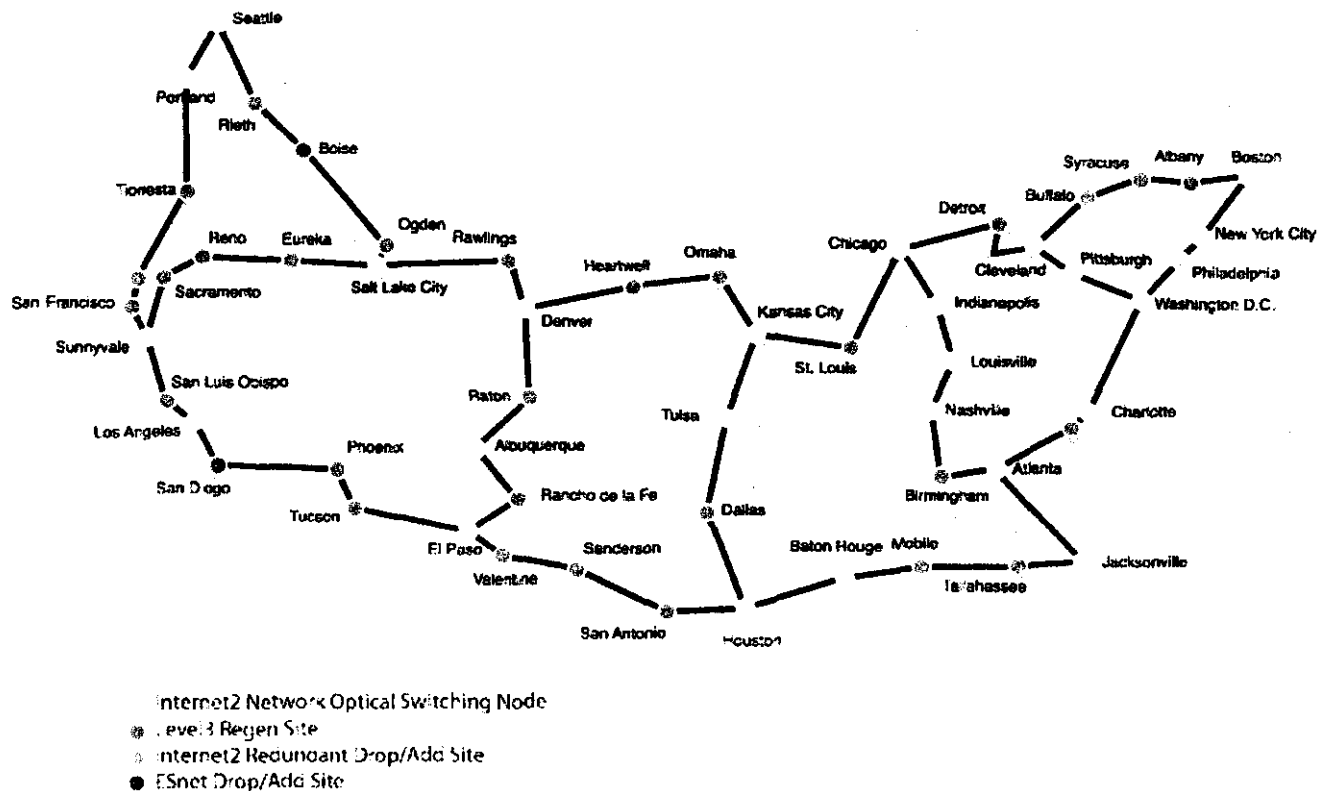 Seattle
Portland
Rieth
Boise
Syracuse
Albany
Boston
Tionesta
Buffalo
Detroit
Ogden
Reno
Eureka
Rawlings
Chicago
Omaha
New York City
Heartwell
Cleveland
Pittsburgh
Philadelphia
San Francisco
Sacramento
Salt Lake City
Indianapolis
Washington D.C.
Kansas City
Denver
Sunnyvale
St. Louis
Louisville
San Luis Obispo
Raton
Tulsa
Nashville
Charlotte
Los Angeles
Phoenix
Albuquerque
Atlanta
San Diego
Rancho de la Fe
Birmingham
Tucson
Dallas
El Paso
Sanderson
Baton Rouge
Mobile
Jacksonville
Valentine
Tallahassee
San Antonio
Houston
Internet2 Network Optical Switching Node
Level3 Regen Site
Internet2 Redundant Drop/Add Site
ESnet Drop/Add Site